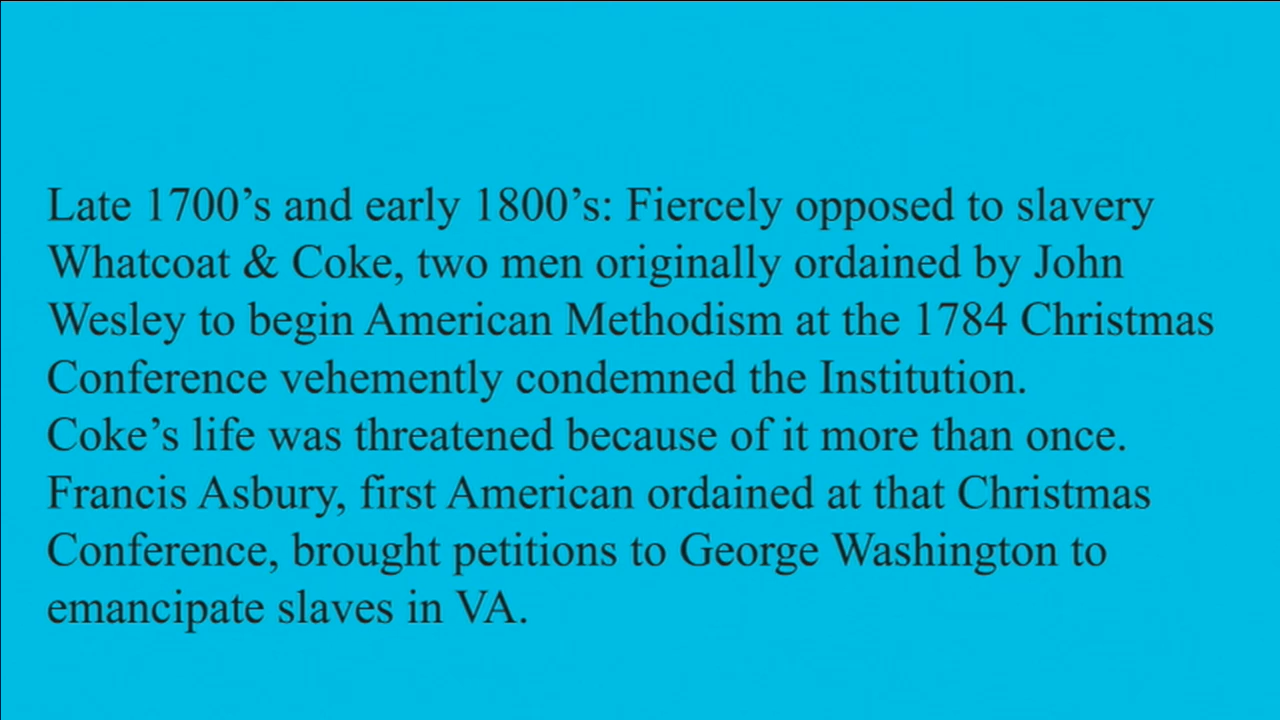 Late 1700’s and early 1800’s: Fiercely opposed to slavery
Whatcoat & Coke, two men originally ordained by John
Wesley to begin American Methodism at the 1784 Christmas
Conference vehemently condemned the Institution.
Coke’s life was threatened because of it more than once.
Francis Asbury, first American ordained at that Christmas
Conference, brought petitions to George Washington to
emancipate slaves in VA.